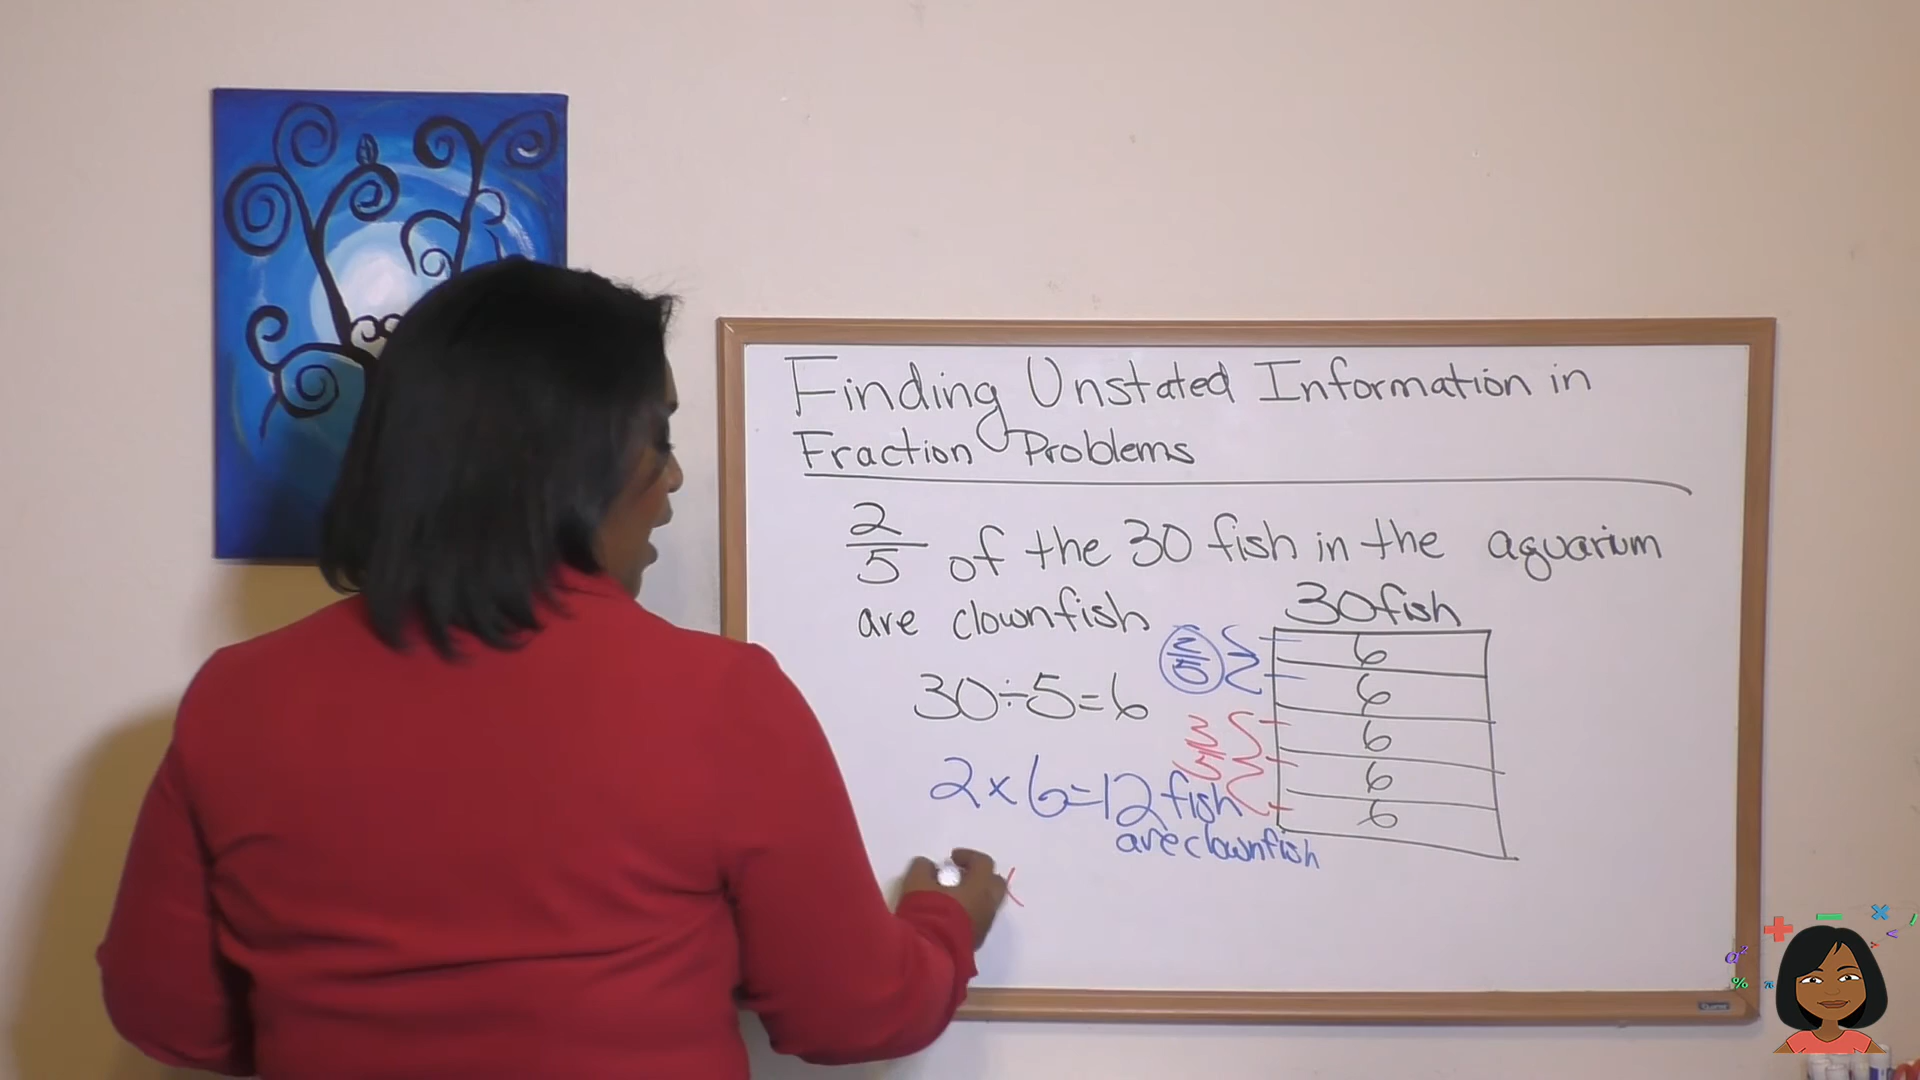 Finding Unstated Information in
Fraction Problems
2/5 of the 30 fish in the aquarium
are clownfish
30fish
2/5
6
6
6
6
6
30÷5=6
3/5
2×6=12 fish
are clownfish
×